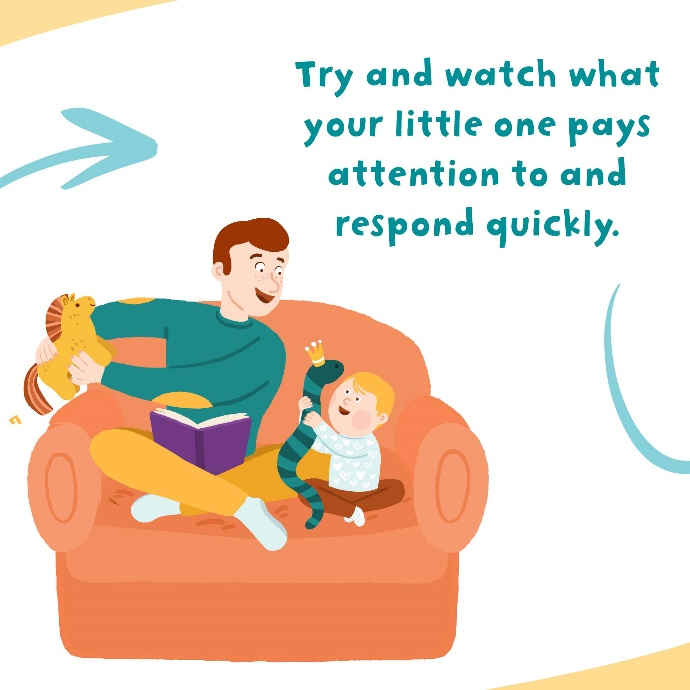 Try and watch what
your little one pays
attention to and
respond quickly.